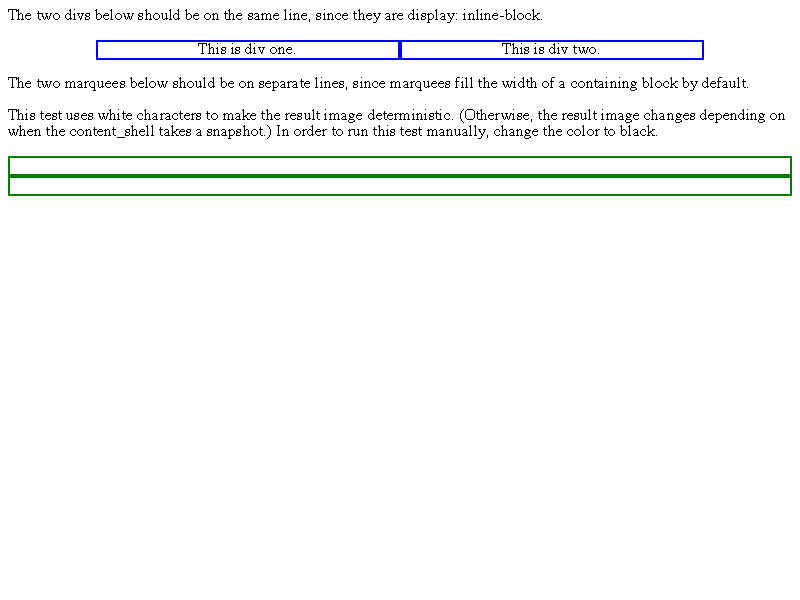 The two divs below should be on the same line, since they are display: inline-block.
This is div one. This is div two.
The two marquees below should be on separate lines, since marquees fill the width of a containing block by default.
This test uses white characters to make the result image deterministic. (Otherwise, the result image changes depending on
when the content_shell takes a snapshot.) In order to run this test manually, change the color to black.